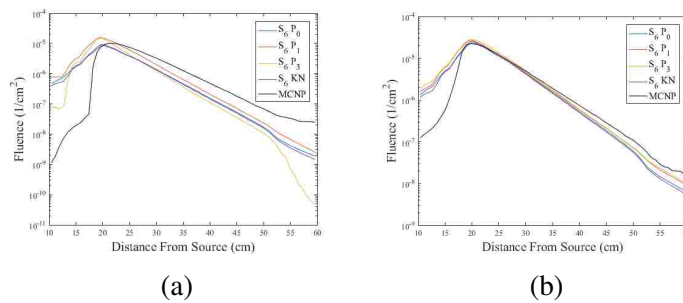 10⁻⁴
10⁻⁵
10⁻⁶
10⁻⁷
10⁻⁸
10⁻⁹
10⁻¹⁰
10⁻¹¹
Fluence (1/cm²)
S₆ P₀
S₆ P₁
S₆ P₃
S₆ KN
MCNP
10 15 20 25 30 35 40 45 50 55 60
Distance From Source (cm)
(a)
10⁻⁴
10⁻⁵
10⁻⁶
10⁻⁷
10⁻⁸
10⁻⁹
Fluence (1/cm²)
S₆ P₀
S₆ P₁
S₆ P₃
S₆ KN
MCNP
10 15 20 25 30 35 40 45 50 55 60
Distance From Source (cm)
(b)